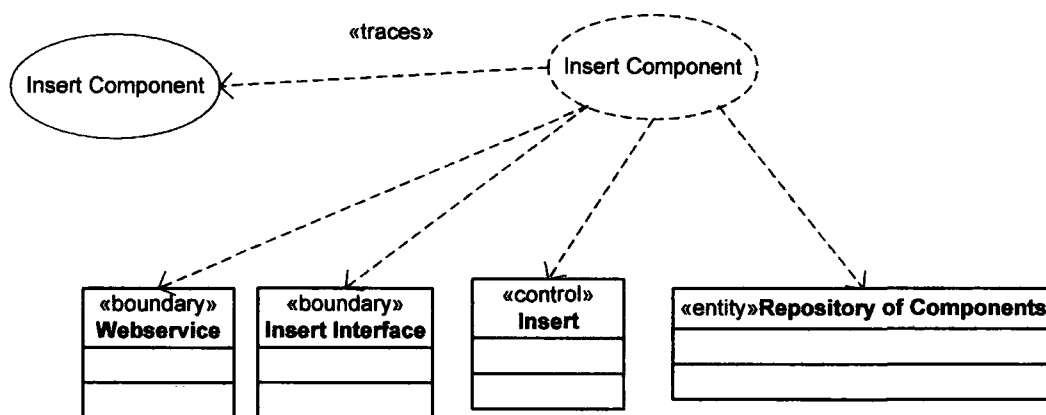 «traces»
Insert Component
Insert Component
«boundary»
Webservice
«boundary»
Insert Interface
«control»
Insert
«entity»Repository of Components